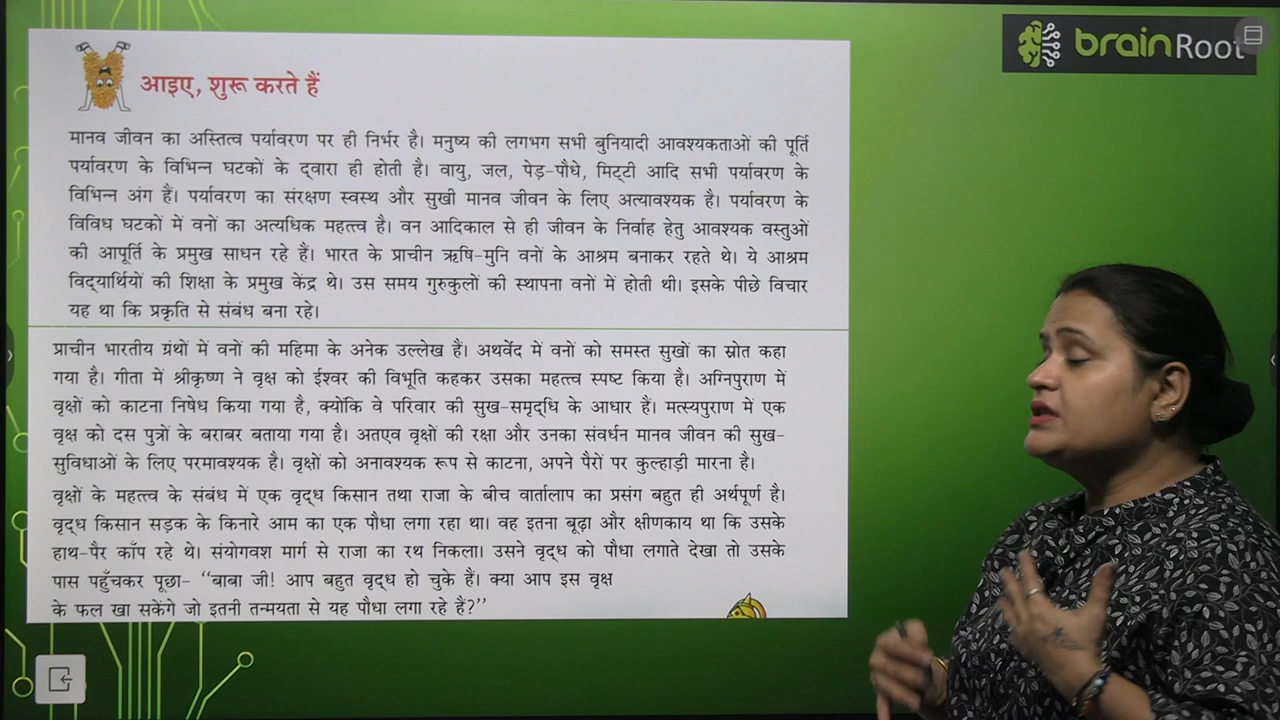 brainRoot
आइए, शुरू करते हैं
मानव जीवन का अस्तित्व पर्यावरण पर ही निर्भर है। मनुष्य की लगभग सभी बुनियादी आवश्यकताओं की पूर्ति
पर्यावरण के विभिन्न घटकों के द्वारा ही होती है। वायु, जल, पेड़-पौधे, मिट्टी आदि सभी पर्यावरण के
विभिन्न अंग हैं। पर्यावरण का संरक्षण स्वस्थ और सुखी मानव जीवन के लिए अत्यावश्यक है। पर्यावरण के
विविध घटकों में वनों का अत्यधिक महत्त्व है। वन आदिकाल से ही जीवन के निर्वाह हेतु आवश्यक वस्तुओं
की आपूर्ति के प्रमुख साधन रहे हैं। भारत के प्राचीन ऋषि-मुनि वनों के आश्रम बनाकर रहते थे। ये आश्रम
विद्यार्थियों की शिक्षा के प्रमुख केंद्र थे। उस समय गुरुकुलों की स्थापना वनों में होती थी। इसके पीछे विचार
यह था कि प्रकृति से संबंध बना रहे।
प्राचीन भारतीय ग्रंथों में वनों की महिमा के अनेक उल्लेख हैं। अथर्वेद में वनों को समस्त सुखों का स्रोत कहा
गया है। गीता में श्रीकृष्ण ने वृक्ष को ईश्वर की विभूति कहकर उसका महत्त्व स्पष्ट किया है। अग्निपुराण में
वृक्षों को काटना निषेध किया गया है, क्योंकि वे परिवार की सुख-समृद्धि के आधार हैं। मत्स्यपुराण में एक
वृक्ष को दस पुत्रों के बराबर बताया गया है। अतएव वृक्षों की रक्षा और उनका संवर्धन मानव जीवन की सुख-
सुविधाओं के लिए परमावश्यक है। वृक्षों को अनावश्यक रूप से काटना, अपने पैरों पर कुल्हाड़ी मारना है।
वृक्षों के महत्त्व के संबंध में एक वृद्ध किसान तथा राजा के बीच वार्तालाप का प्रसंग बहुत ही अर्थपूर्ण है।
वृद्ध किसान सड़क के किनारे आम का एक पौधा लगा रहा था। वह इतना बूढ़ा और क्षीणकाय था कि उसके
हाथ-पैर काँप रहे थे। संयोगवश मार्ग से राजा का रथ निकला। उसने वृद्ध को पौधा लगाते देखा तो उसके
पास पहुँचकर पूछा- “बाबा जी! आप बहुत वृद्ध हो चुके हैं। क्या आप इस वृक्ष
के फल खा सकेंगे जो इतनी तन्मयता से यह पौधा लगा रहे हैं?”